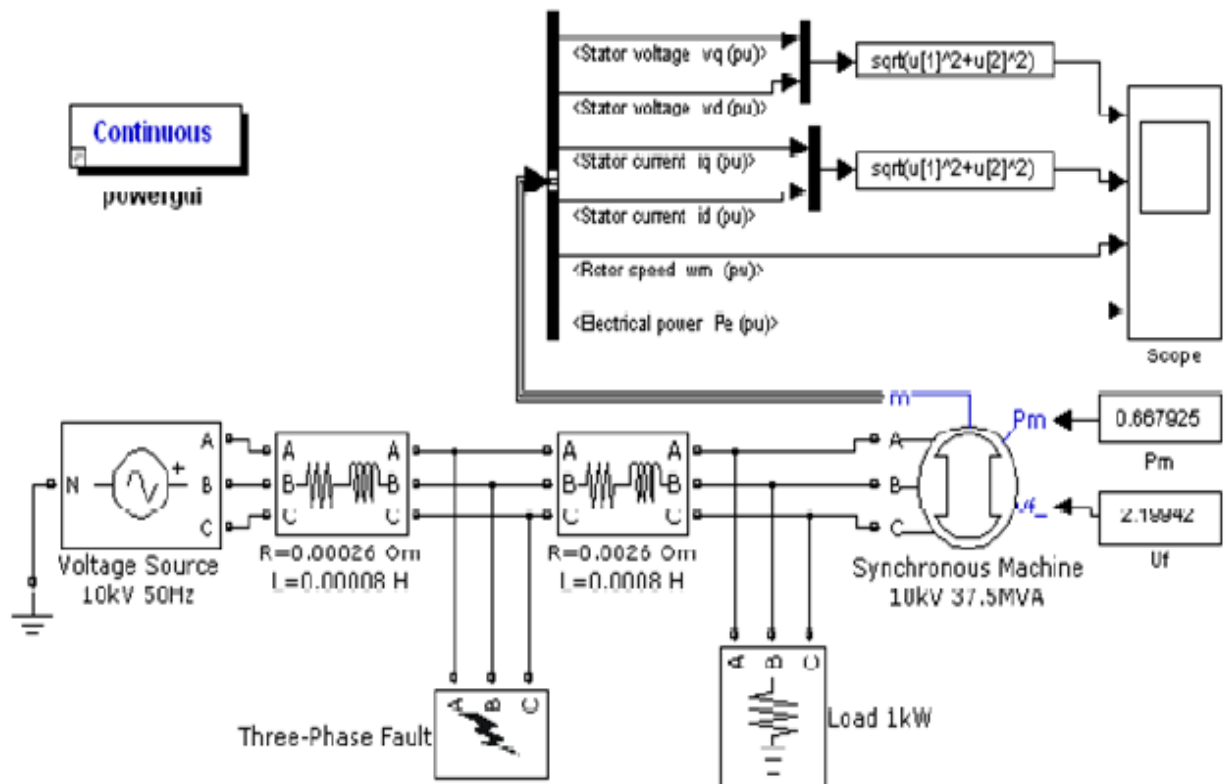 <Stator voltage vq (pu)>
sqrt(u[1]^2+u[2]^2)
<Stator voltage vd (pu)>
Continuous
<Stator current iq (pu)>
sqrt(u[1]^2+u[2]^2)
powergui
<Stator current id (pu)>
<Rotor speed wm (pu)>
<Electrical power Pe (pu)>
Scope
m
Pm
0.667925
Pm
N
A
B
C
A
B
C
A
B
C
A
B
C
A
B
C
A
B
C
Vf_
2.19942
Uf
Voltage Source
10kV 50Hz
R=0.00026 Om
L=0.00008 H
R=0.0026 Om
L=0.0008 H
Synchronous Machine
10kV 37.5MVA
A
B
C
Three-Phase Fault
A
B
C
Load 1kW